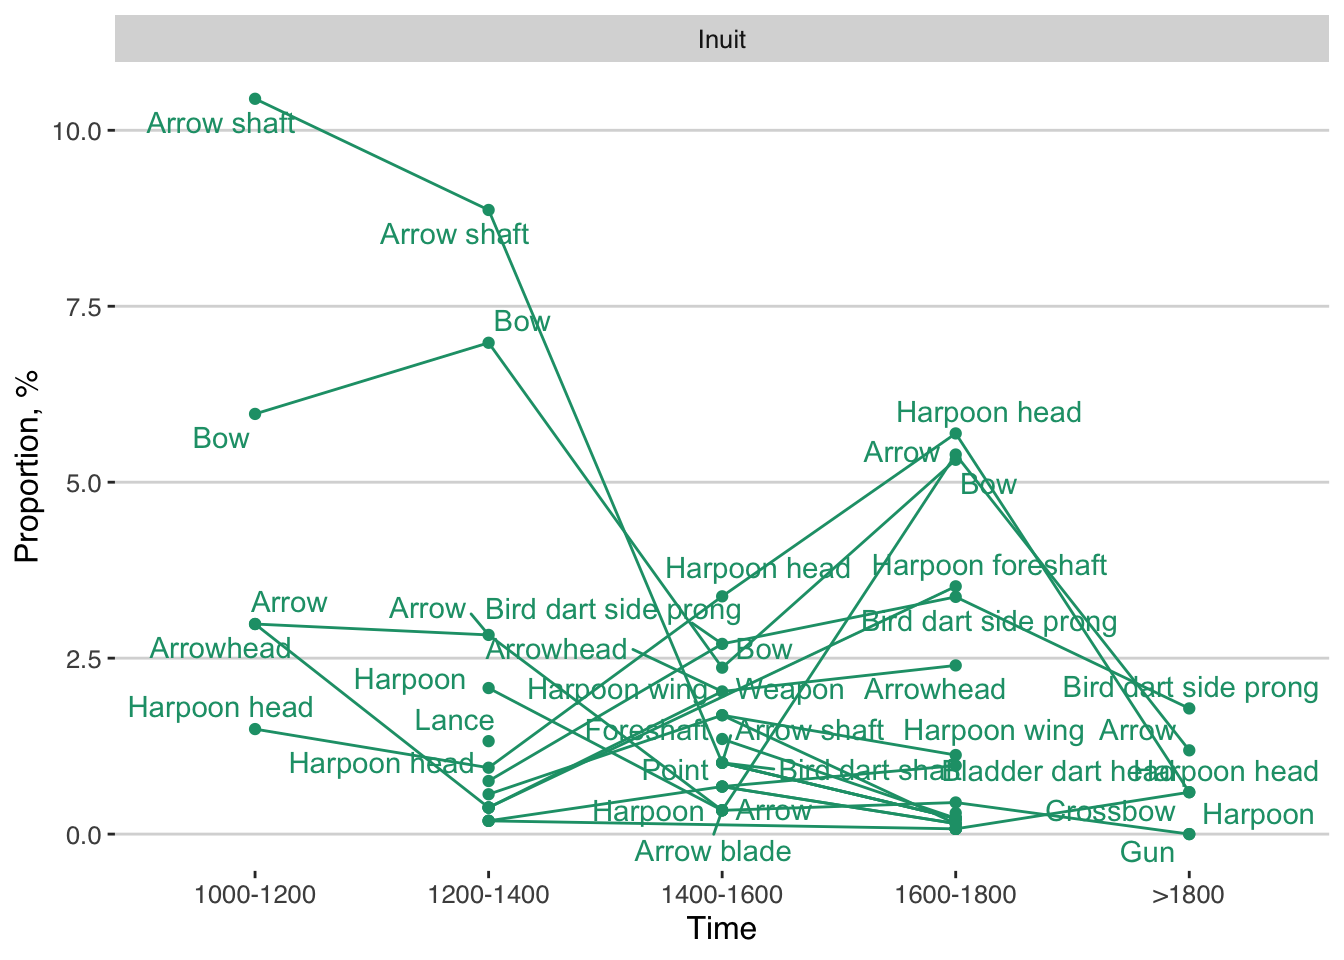 Inuit
10.0
7.5
5.0
2.5
0.0
Proportion, %
Arrow shaft
Arrow shaft
Bow
Bow
Harpoon head
Arrow
Bow
Harpoon head
Harpoon foreshaft
Arrow
Arrow
Bird dart side prong
Bird dart side prong
Arrowhead
Arrowhead
Bow
Harpoon
Harpoon wing
Weapon
Arrowhead
Bird dart side prong
Harpoon head
Lance
Foreshaft
Arrow shaft
Harpoon wing
Arrow
Harpoon head
Point
Bird dart shaft
Bladder dart head
Harpoon head
Harpoon
Arrow
Crossbow
Harpoon
Arrow blade
Gun
1000-1200
1200-1400
1400-1600
1600-1800
>1800
Time